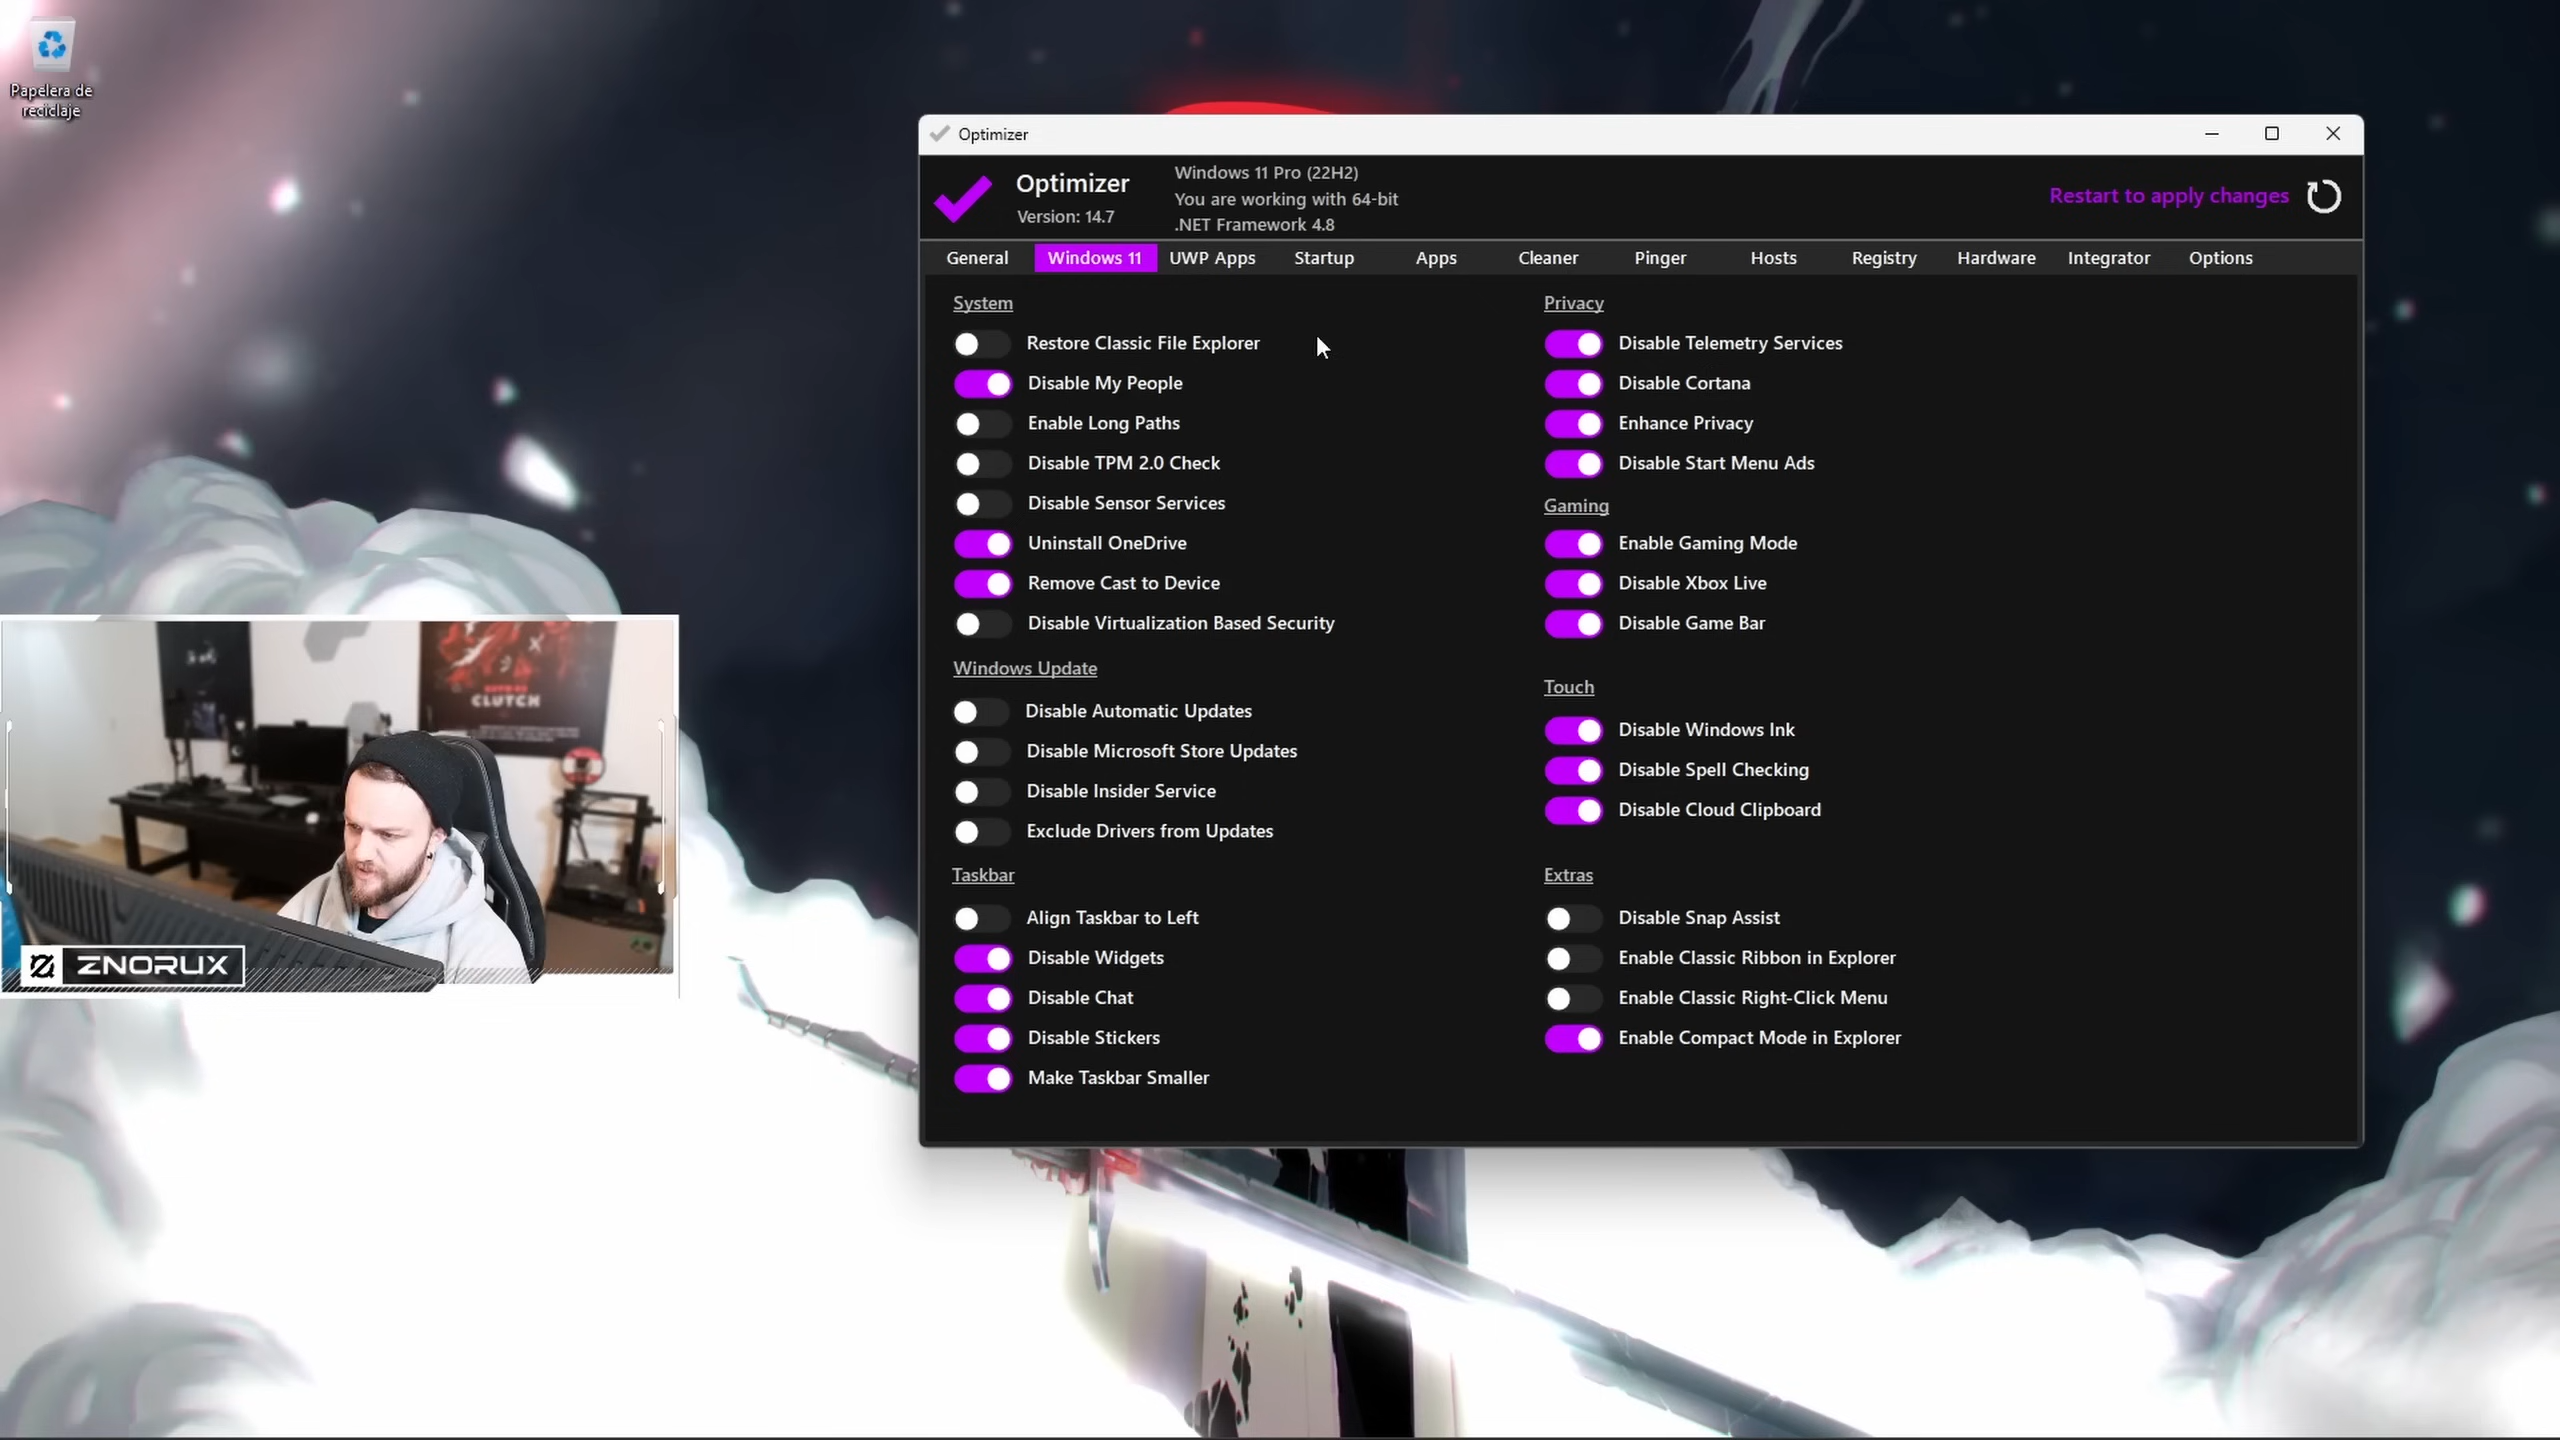 Papelera de
reciclaje
Optimizer
Optimizer
Version: 14.7
Windows 11 Pro (22H2)
You are working with 64-bit
.NET Framework 4.8
Restart to apply changes
General
Windows 11
UWP Apps
Startup
Apps
Cleaner
Pinger
Hosts
Registry
Hardware
Integrator
Options
System
Restore Classic File Explorer
Disable My People
Enable Long Paths
Disable TPM 2.0 Check
Disable Sensor Services
Uninstall OneDrive
Remove Cast to Device
Disable Virtualization Based Security
Windows Update
Disable Automatic Updates
Disable Microsoft Store Updates
Disable Insider Service
Exclude Drivers from Updates
Taskbar
Align Taskbar to Left
Disable Widgets
Disable Chat
Disable Stickers
Make Taskbar Smaller
Privacy
Disable Telemetry Services
Disable Cortana
Enhance Privacy
Disable Start Menu Ads
Gaming
Enable Gaming Mode
Disable Xbox Live
Disable Game Bar
Touch
Disable Windows Ink
Disable Spell Checking
Disable Cloud Clipboard
Extras
Disable Snap Assist
Enable Classic Ribbon in Explorer
Enable Classic Right-Click Menu
Enable Compact Mode in Explorer
CLUTCH
ZNORUX